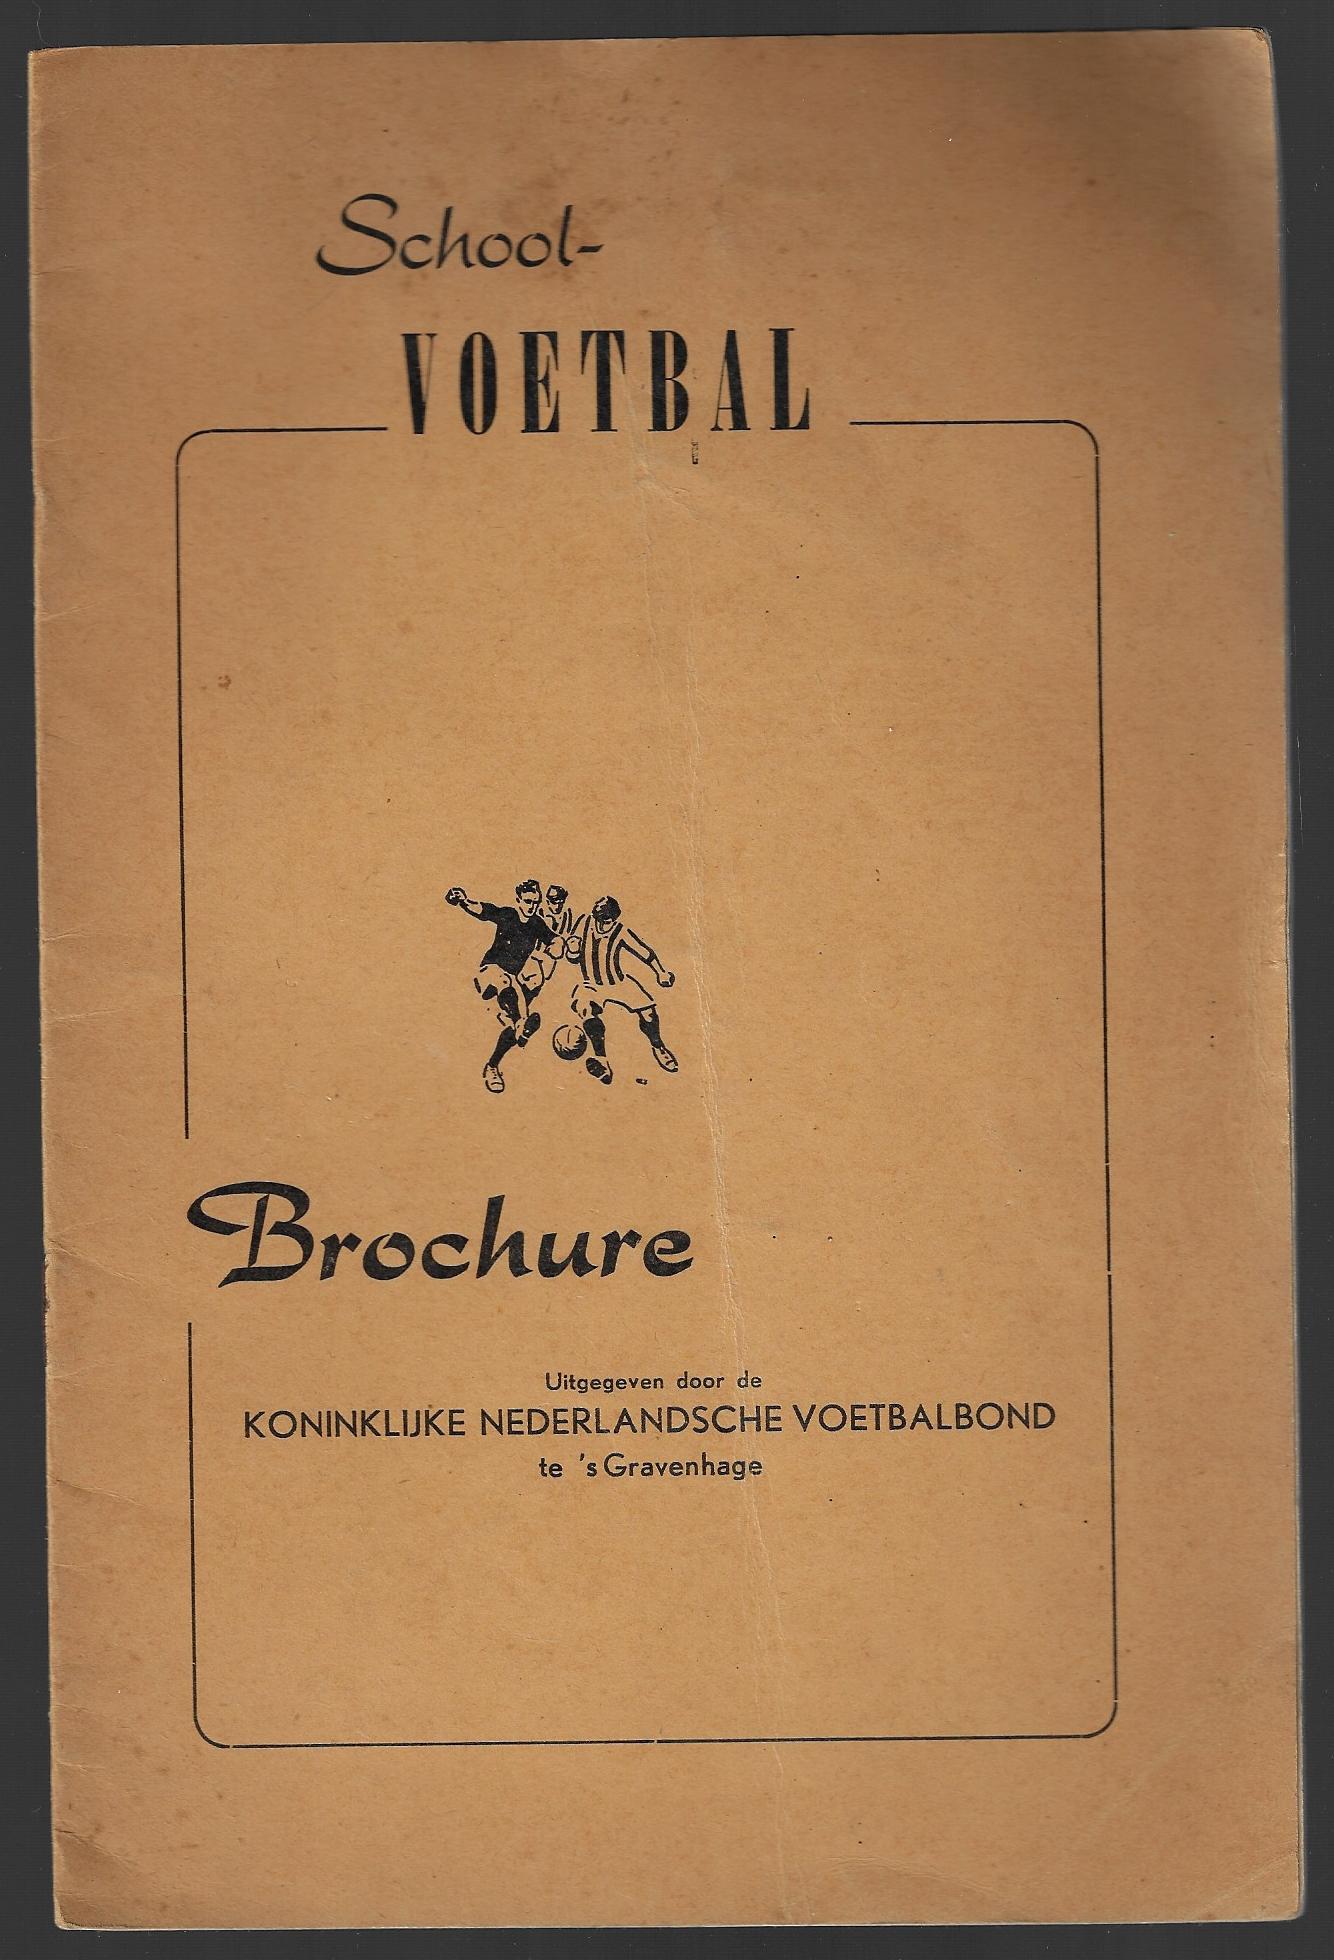 School-
VOETBAL
Brochure
Uitgegeven door de
KONINKLIJKE NEDERLANDSCHE VOETBALBOND
te 's Gravenhage